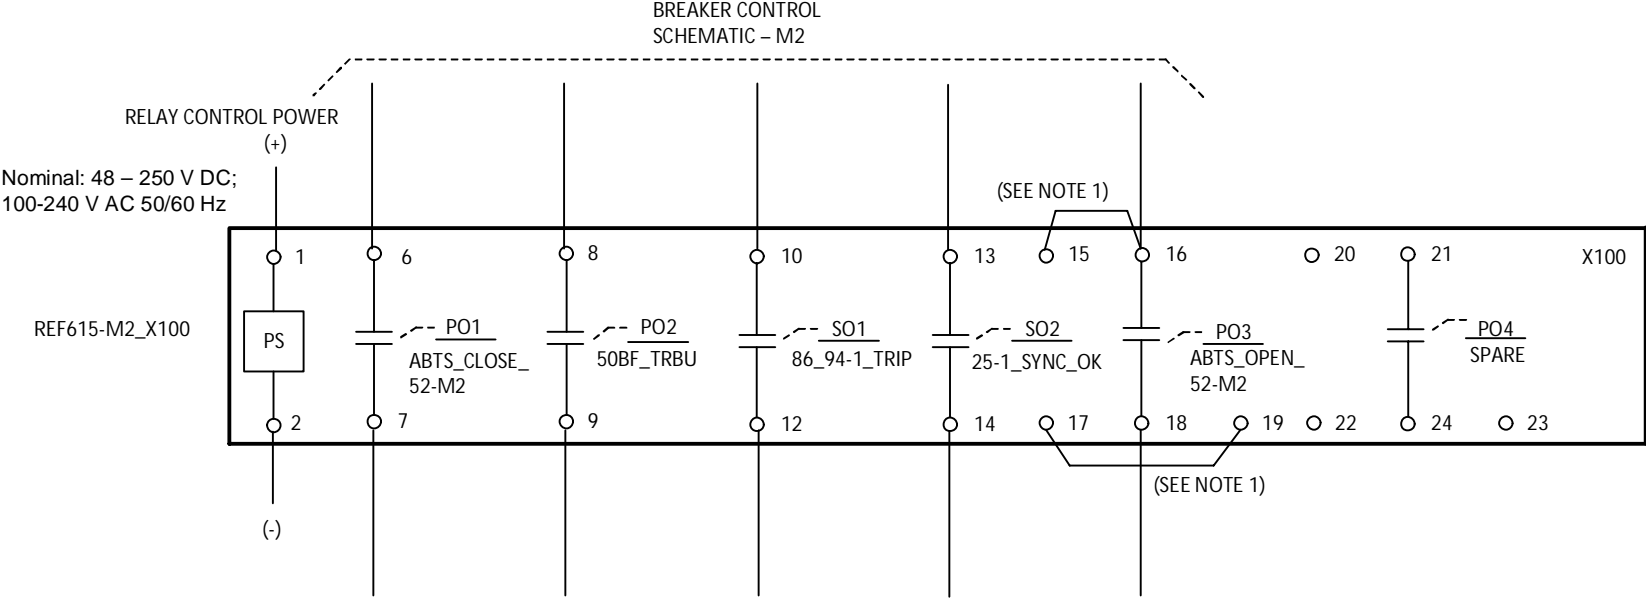 BREAKER CONTROL
SCHEMATIC – M2
RELAY CONTROL POWER
(+)
Nominal: 48 – 250 V DC;
100-240 V AC 50/60 Hz
(SEE NOTE 1)
1
6
8
10
13
15
16
20
21
X100
REF615-M2_X100
PS
PO1
ABTS_CLOSE_
52-M2
PO2
50BF_TRBU
SO1
86_94-1_TRIP
SO2
25-1_SYNC_OK
PO3
ABTS_OPEN_
52-M2
PO4
SPARE
2
7
9
12
14
17
18
19
22
24
23
(SEE NOTE 1)
(-)